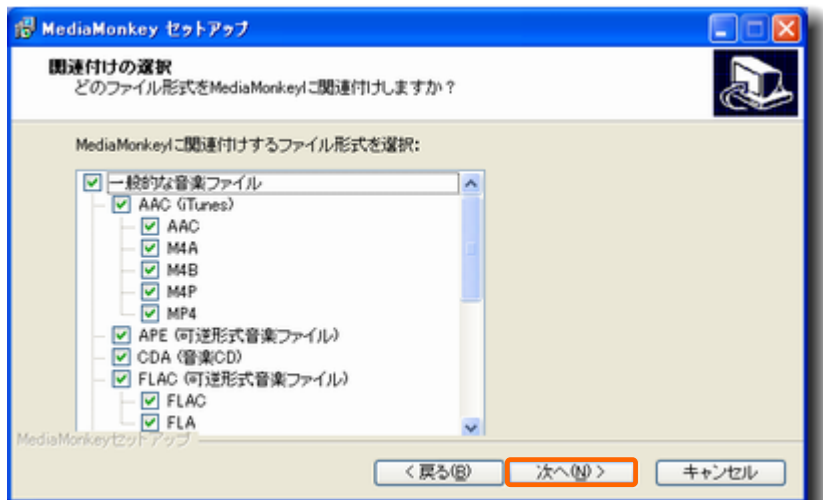 MediaMonkey セットアップ
関連付けの選択
どのファイル形式をMediaMonkeyに関連付けしますか？
MediaMonkeyに関連付けするファイル形式を選択:
一般的な音楽ファイル
AAC (iTunes)
AAC
M4A
M4B
M4P
MP4
APE (可逆形式音楽ファイル)
CDA (音楽CD)
FLAC (可逆形式音楽ファイル)
FLAC
FLA
MediaMonkeyセットアップ
< 戻る(B) 次へ(N) > キャンセル